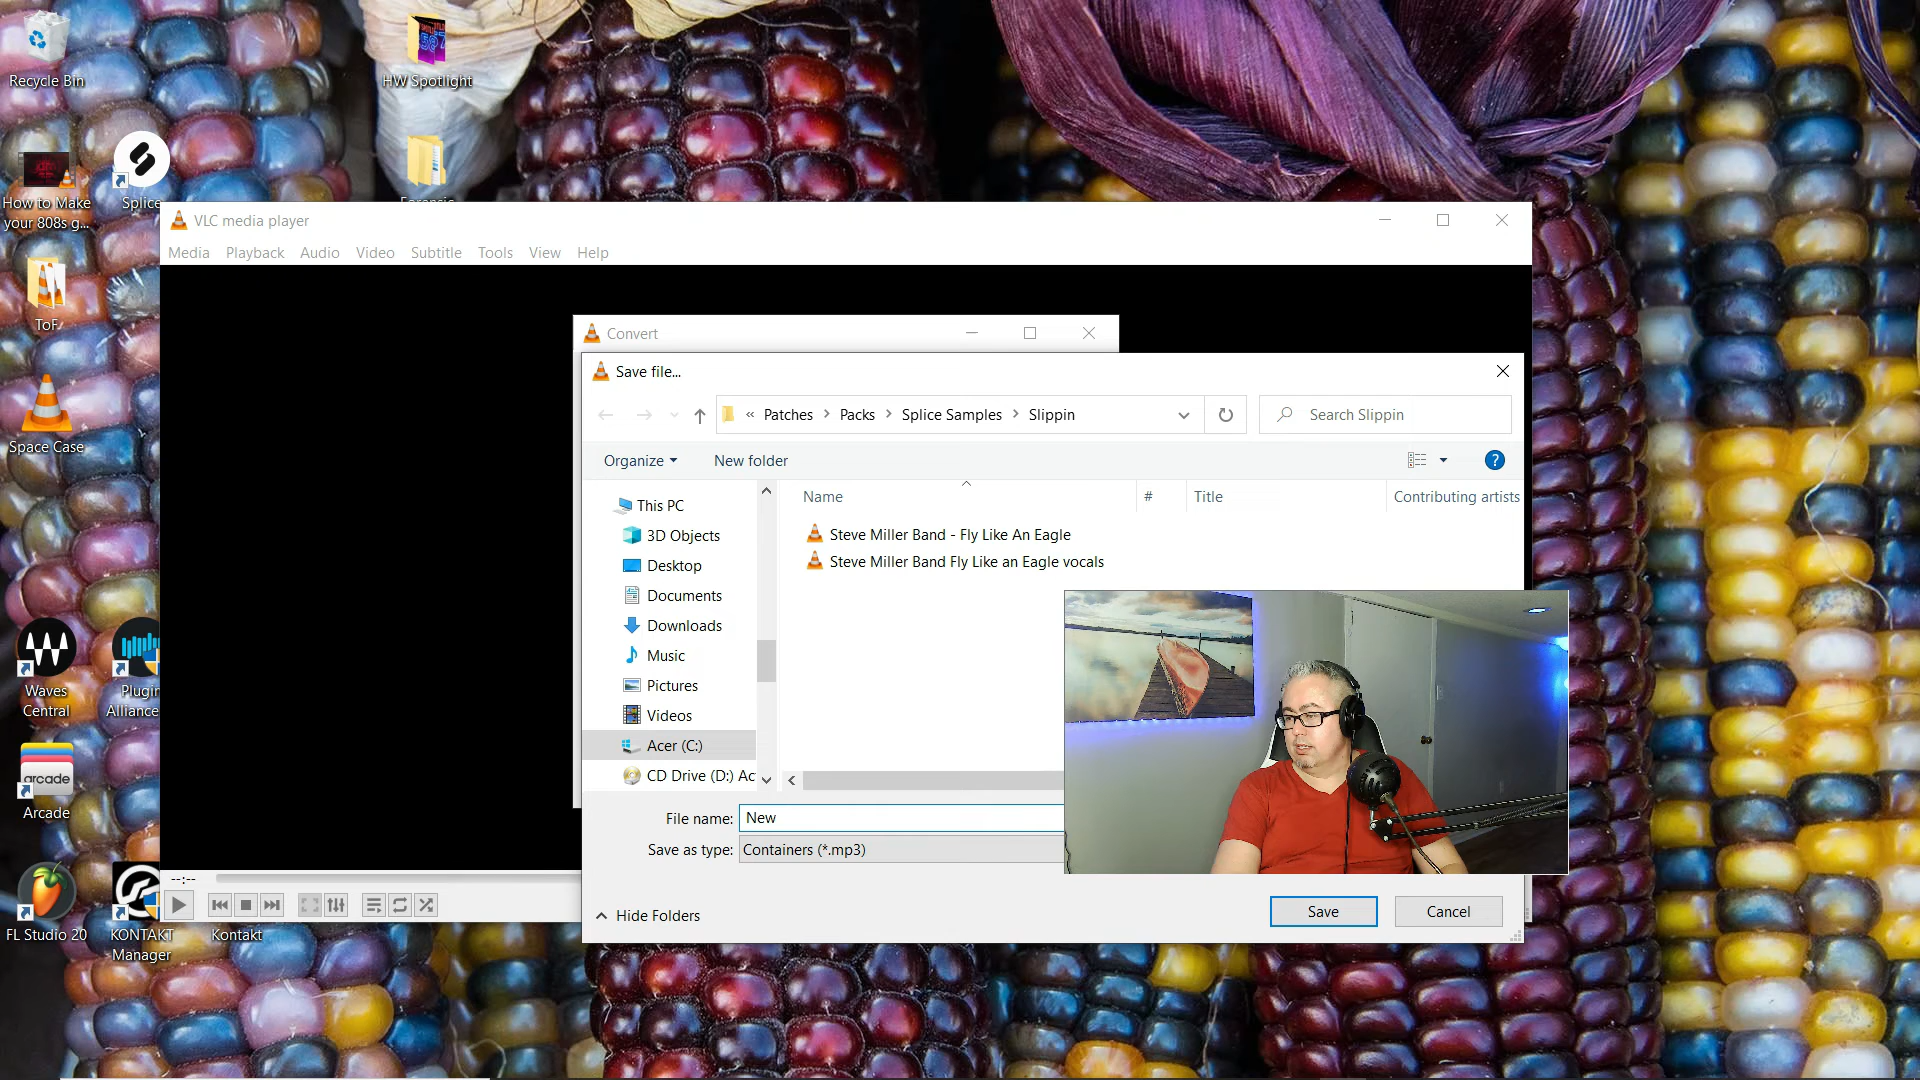 Recycle Bin
HW Spotlight
How to Make
your 808s g...
Splice
ToF
Space Case
Waves
Central
Plugin
Alliance
arcade
Arcade
FL Studio 20
KONTAKT
Manager
Kontakt
VLC media player
Media Playback Audio Video Subtitle Tools View Help
Convert
Save file...
« Patches > Packs > Splice Samples > Slippin
Search Slippin
Organize
New folder
?
Name # Title Contributing artists
This PC
3D Objects
Desktop
Documents
Downloads
Music
Pictures
Videos
Acer (C:)
CD Drive (D:) Ac
Steve Miller Band - Fly Like An Eagle
Steve Miller Band Fly Like an Eagle vocals
File name: New
Save as type: Containers (*.mp3)
Hide Folders
Save
Cancel
--:--